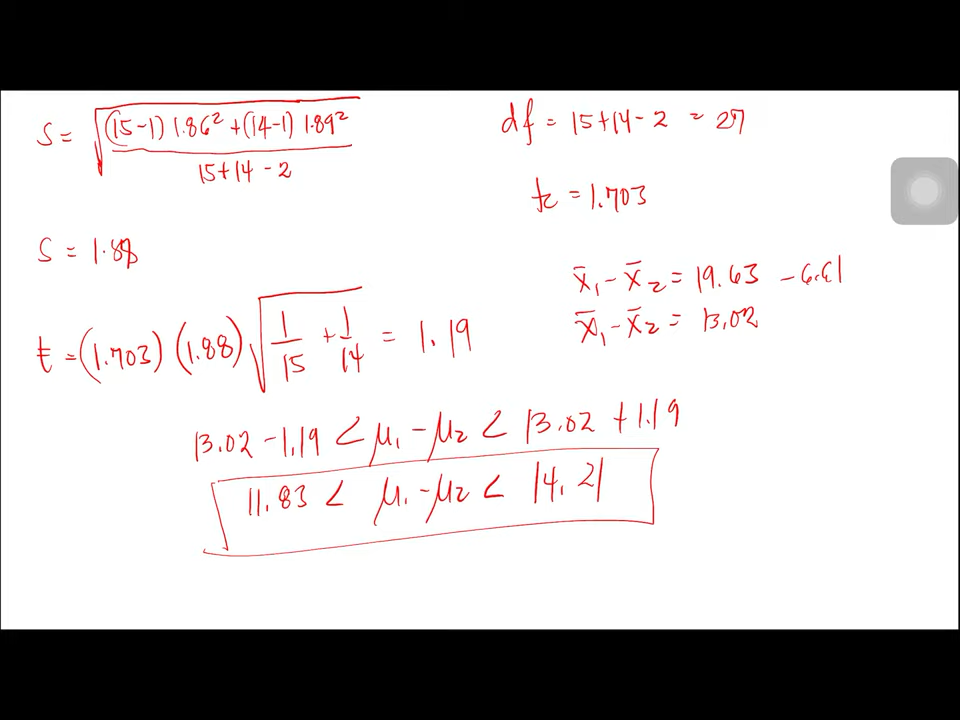 S = √((15-1) 1.86² + (14-1) 1.89² / 15+14-2)
df = 15+14-2 = 27
tc = 1.703
S = 1.88
x̄₁ - x̄₂ = 19.63 - 6.61
x̄₁ - x̄₂ = 13.02
E = (1.703) (1.88) √(1/15 + 1/14) = 1.19
13.02 - 1.19 < μ₁ - μ₂ < 13.02 + 1.19
11.83 < μ₁ - μ₂ < 14.21